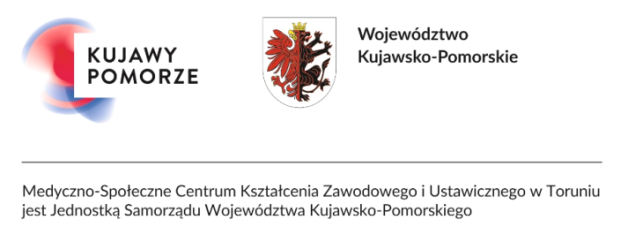 KUJAWY
POMORZE
Województwo
Kujawsko-Pomorskie
Medyczno-Społeczne Centrum Kształcenia Zawodowego i Ustawicznego w Toruniu
jest Jednostką Samorządu Województwa Kujawsko-Pomorskiego